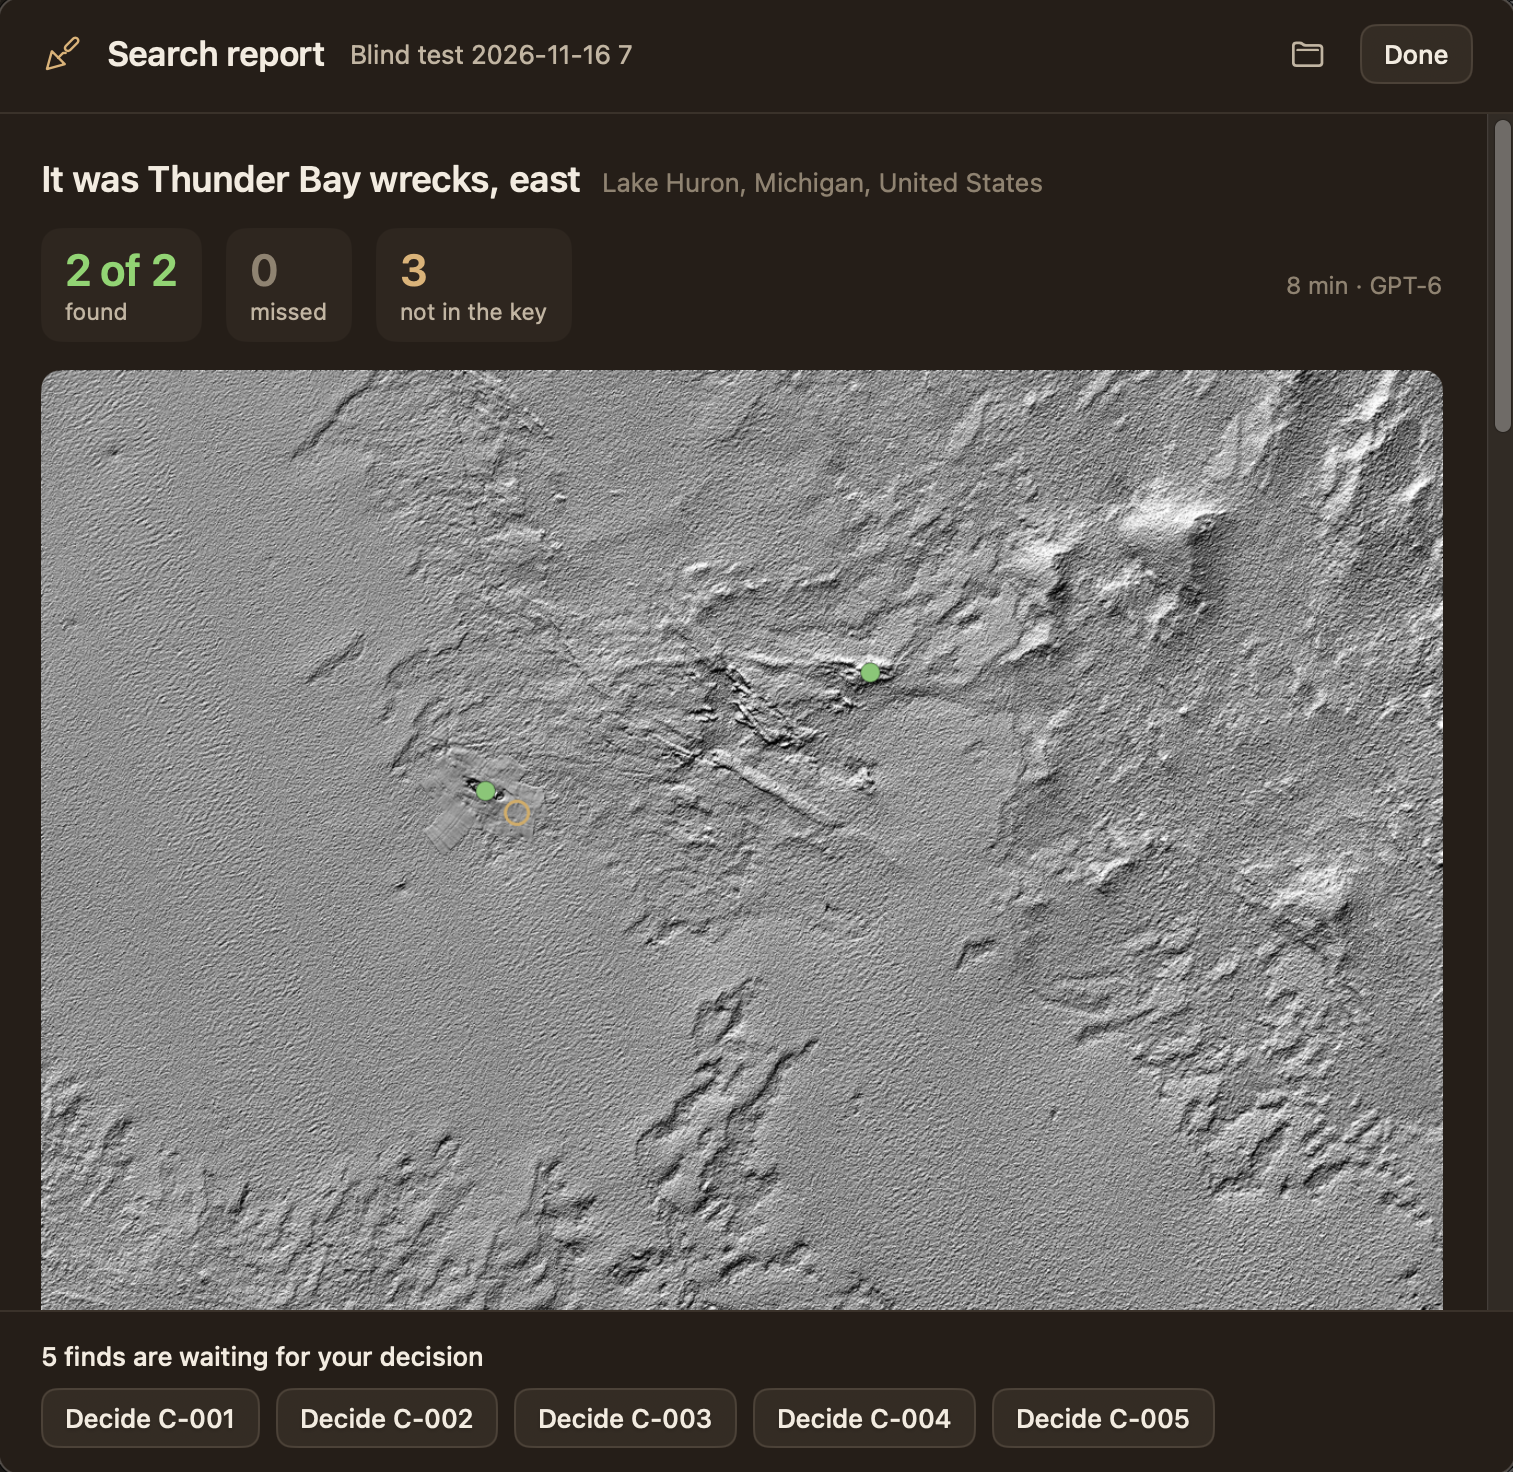 Search report Blind test 2026-11-16 7
Done
It was Thunder Bay wrecks, east Lake Huron, Michigan, United States
2 of 2
found
0
missed
3
not in the key
8 min · GPT-6
5 finds are waiting for your decision
Decide C-001
Decide C-002
Decide C-003
Decide C-004
Decide C-005